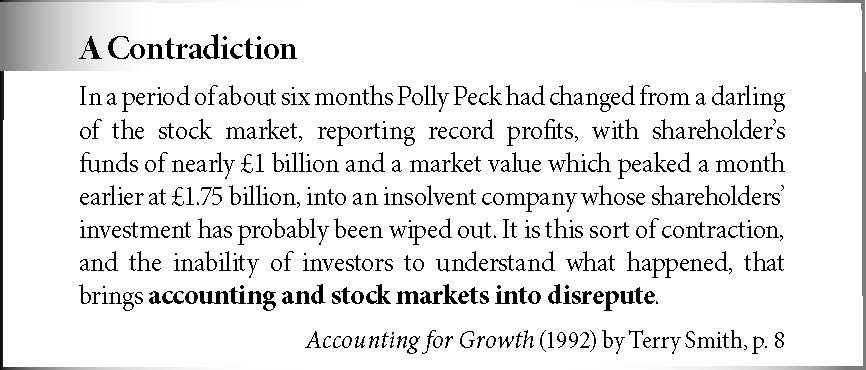 A Contradiction
In a period of about six months Polly Peck had changed from a darling
of the stock market, reporting record profits, with shareholder’s
funds of nearly £1 billion and a market value which peaked a month
earlier at £1.75 billion, into an insolvent company whose shareholders’
investment has probably been wiped out. It is this sort of contraction,
and the inability of investors to understand what happened, that
brings accounting and stock markets into disrepute.
Accounting for Growth (1992) by Terry Smith, p. 8